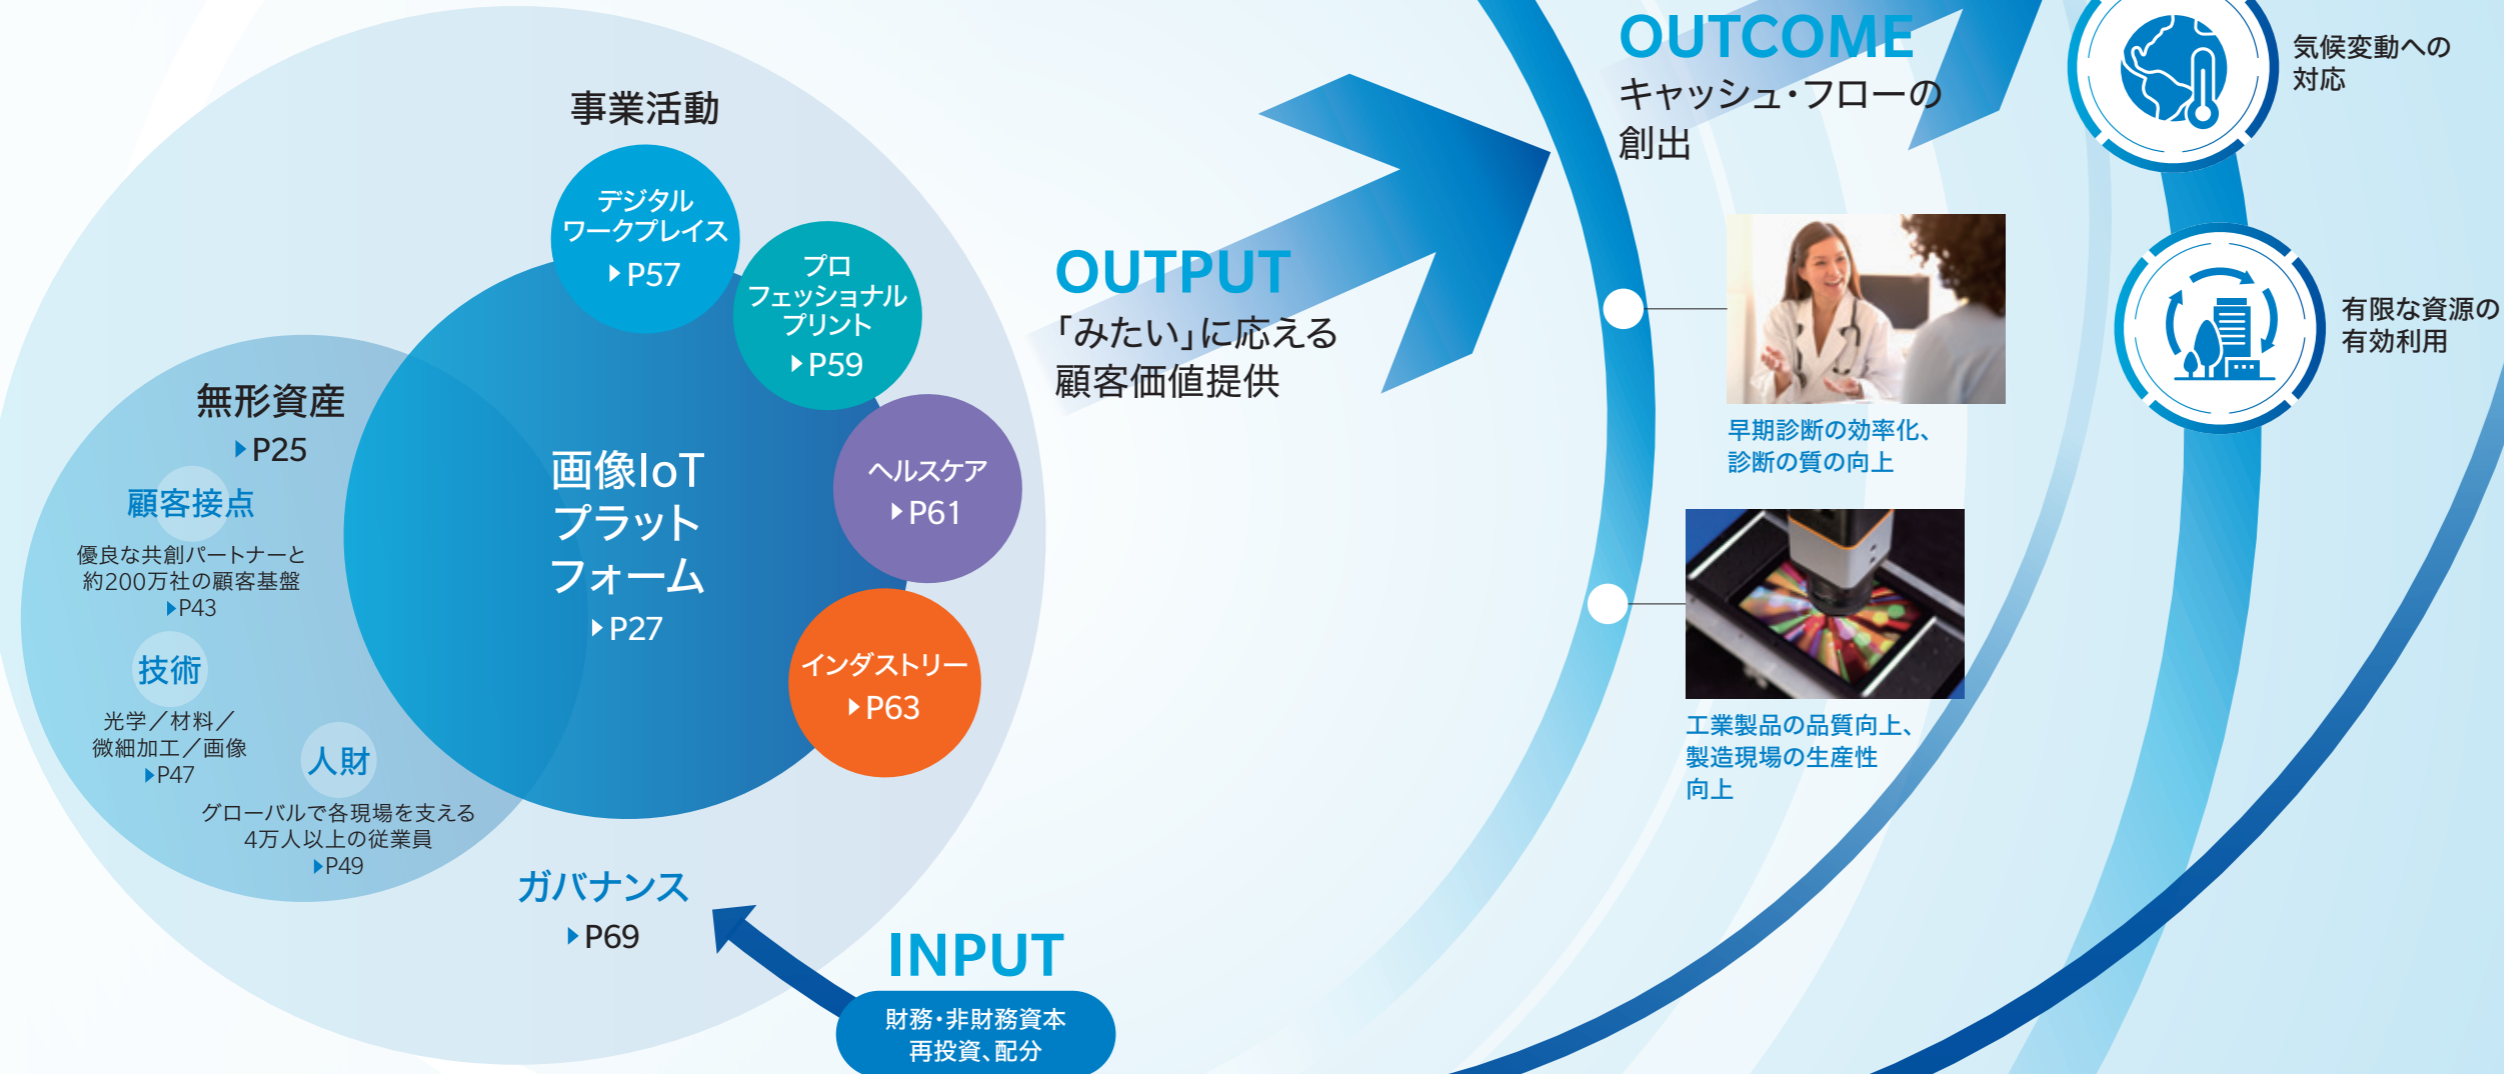 事業活動
デジタル
ワークプレイス
▶P57
プロ
フェッショナル
プリント
▶P59
ヘルスケア
▶P61
インダストリー
▶P63
画像IoT
プラット
フォーム
▶P27
無形資産
▶P25
顧客接点
優良な共創パートナーと
約200万社の顧客基盤
▶P43
技術
光学／材料／
微細加工／画像
▶P47
人財
グローバルで各現場を支える
4万人以上の従業員
▶P49
ガバナンス
▶P69
INPUT
財務・非財務資本
再投資、配分
OUTPUT
「みたい」に応える
顧客価値提供
OUTCOME
キャッシュ・フローの
創出
早期診断の効率化、
診断の質の向上
工業製品の品質向上、
製造現場の生産性
向上
気候変動への
対応
有限な資源の
有効利用